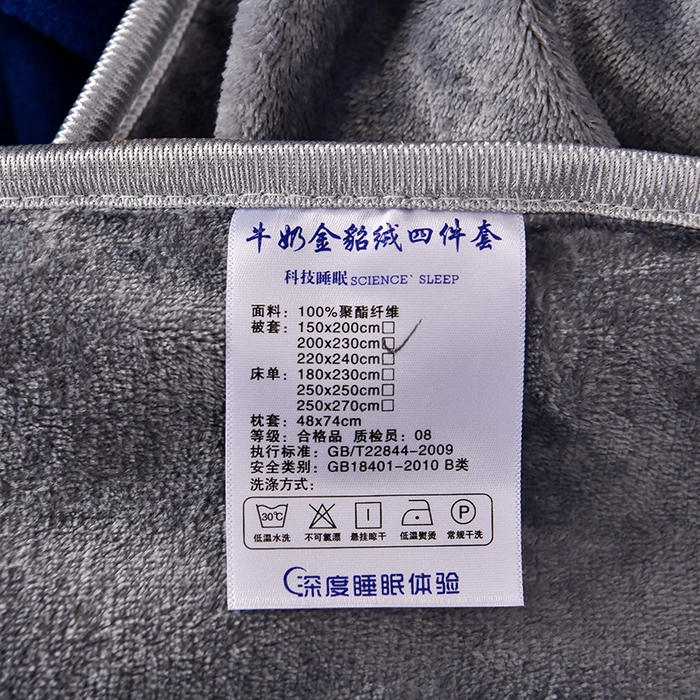 牛奶金貂绒四件套
科技睡眠 SCIENCE` SLEEP
面料：100%聚酯纤维
被套：150x200cm□
200x230cm□
220x240cm□
床单：180x230cm□
250x250cm□
250x270cm□
枕套：48x74cm
等级：合格品 质检员：08
执行标准：GB/T22844-2009
安全类别：GB18401-2010 B类
洗涤方式：
30℃ P
低温水洗 不可氯漂 悬挂晾干 低温熨烫 常规干洗
深度睡眠体验